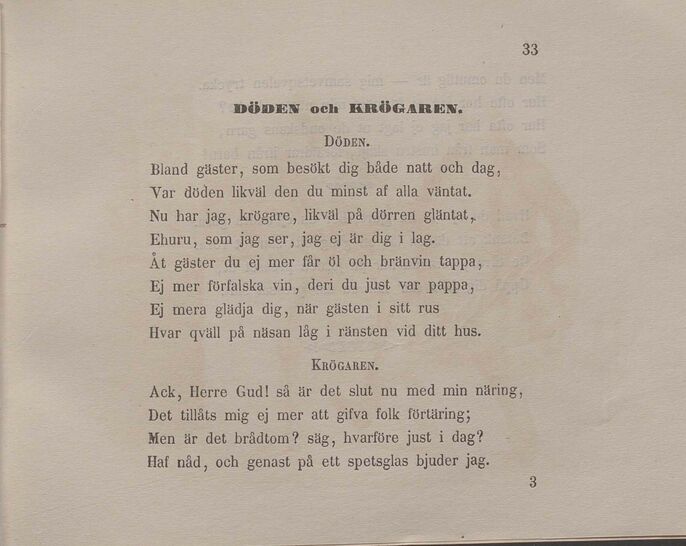 33
DÖDEN och KRÖGAREN.
DÖDEN.
Bland gäster, som besökt dig både natt och dag,
Var döden likväl den du minst af alla väntat.
Nu har jag, krögare, likväl på dörren gläntat,
Ehuru, som jag ser, jag ej är dig i lag.
Åt gäster du ej mer får öl och bränvin tappa,
Ej mer förfalska vin, deri du just var pappa,
Ej mera glädja dig, när gästen i sitt rus
Hvar qväll på näsan låg i ränsten vid ditt hus.
KRÖGAREN.
Ack, Herre Gud! så är det slut nu med min näring,
Det tillåts mig ej mer att gifva folk förtäring;
Men är det brådtom? säg, hvarföre just i dag?
Haf nåd, och genast på ett spetsglas bjuder jag.
3